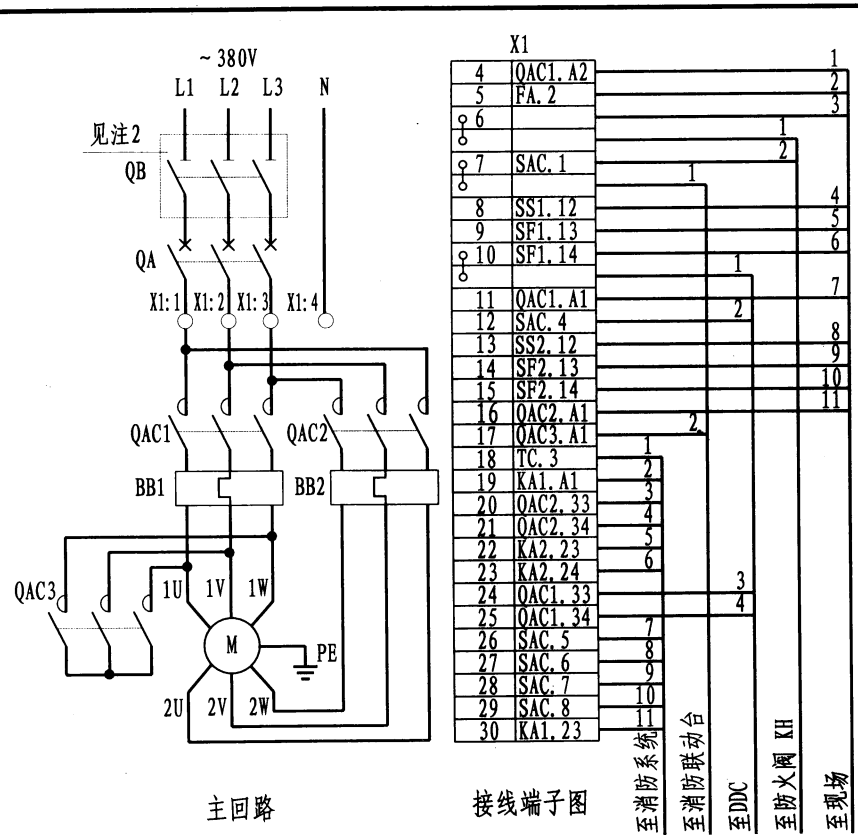 ~380V
L1 L2 L3 N
见注2
QB
QA
X1:1 X1:2 X1:3 X1:4
QAC1 QAC2
BB1 BB2
QAC3
1U 1V 1W
M
PE
2U 2V 2W
主回路
X1
4 QAC1.A2 1
5 FA.2 2
6 3
1
7 SAC.1 2
1
8 SS1.12 4
9 SF1.13 5
10 SF1.14 6
1
11 QAC1.A1 7
12 SAC.4 2
13 SS2.12 8
14 SF2.13 9
15 SF2.14 10
16 QAC2.A1 11
17 QAC3.A1 2
18 TC.3 1
19 KA1.A1 2
20 QAC2.33 3
21 QAC2.34 4
22 KA2.23 5
23 KA2.24 6
24 QAC1.33 3
25 QAC1.34 4
26 SAC.5 7
27 SAC.6 8
28 SAC.7 9
29 SAC.8 10
30 KA1.23 11
接线端子图
至消防系统
至消防联动台
至DDC
至防火阀 KH
至现场